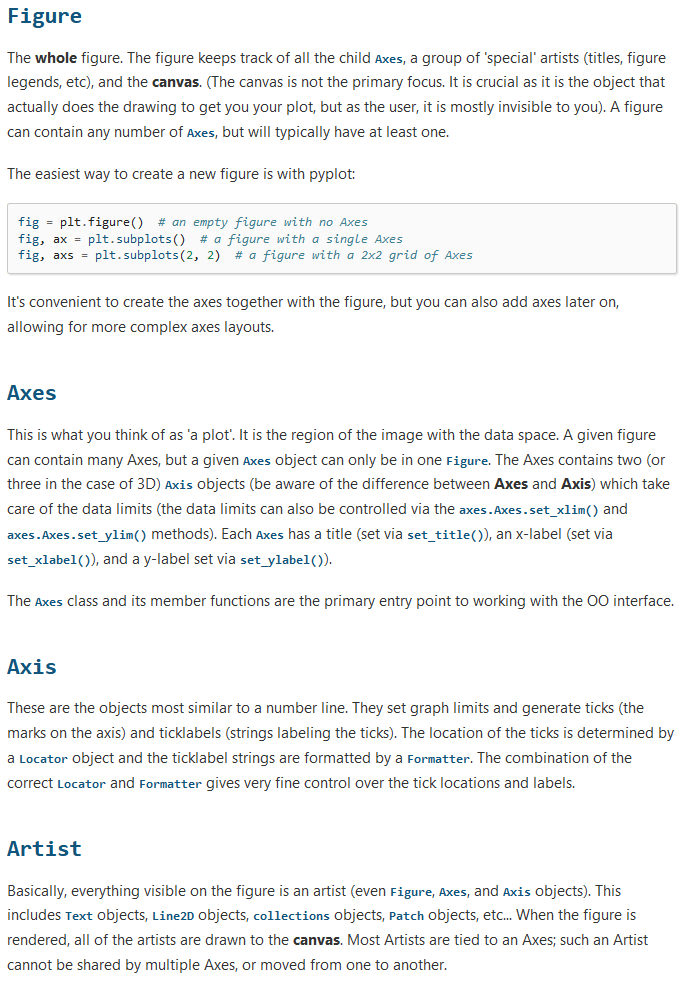 Figure
The whole figure. The figure keeps track of all the child Axes, a group of 'special' artists (titles, figure
legends, etc), and the canvas. (The canvas is not the primary focus. It is crucial as it is the object that
actually does the drawing to get you your plot, but as the user, it is mostly invisible to you). A figure
can contain any number of Axes, but will typically have at least one.
The easiest way to create a new figure is with pyplot:
fig = plt.figure()  # an empty figure with no Axes
fig, ax = plt.subplots()  # a figure with a single Axes
fig, axs = plt.subplots(2, 2)  # a figure with a 2x2 grid of Axes
It's convenient to create the axes together with the figure, but you can also add axes later on,
allowing for more complex axes layouts.
Axes
This is what you think of as 'a plot'. It is the region of the image with the data space. A given figure
can contain many Axes, but a given Axes object can only be in one Figure. The Axes contains two (or
three in the case of 3D) Axis objects (be aware of the difference between Axes and Axis) which take
care of the data limits (the data limits can also be controlled via the axes.Axes.set_xlim() and
axes.Axes.set_ylim() methods). Each Axes has a title (set via set_title()), an x-label (set via
set_xlabel()), and a y-label set via set_ylabel()).
The Axes class and its member functions are the primary entry point to working with the OO interface.
Axis
These are the objects most similar to a number line. They set graph limits and generate ticks (the
marks on the axis) and ticklabels (strings labeling the ticks). The location of the ticks is determined by
a Locator object and the ticklabel strings are formatted by a Formatter. The combination of the
correct Locator and Formatter gives very fine control over the tick locations and labels.
Artist
Basically, everything visible on the figure is an artist (even Figure, Axes, and Axis objects). This
includes Text objects, Line2D objects, collections objects, Patch objects, etc... When the figure is
rendered, all of the artists are drawn to the canvas. Most Artists are tied to an Axes; such an Artist
cannot be shared by multiple Axes, or moved from one to another.